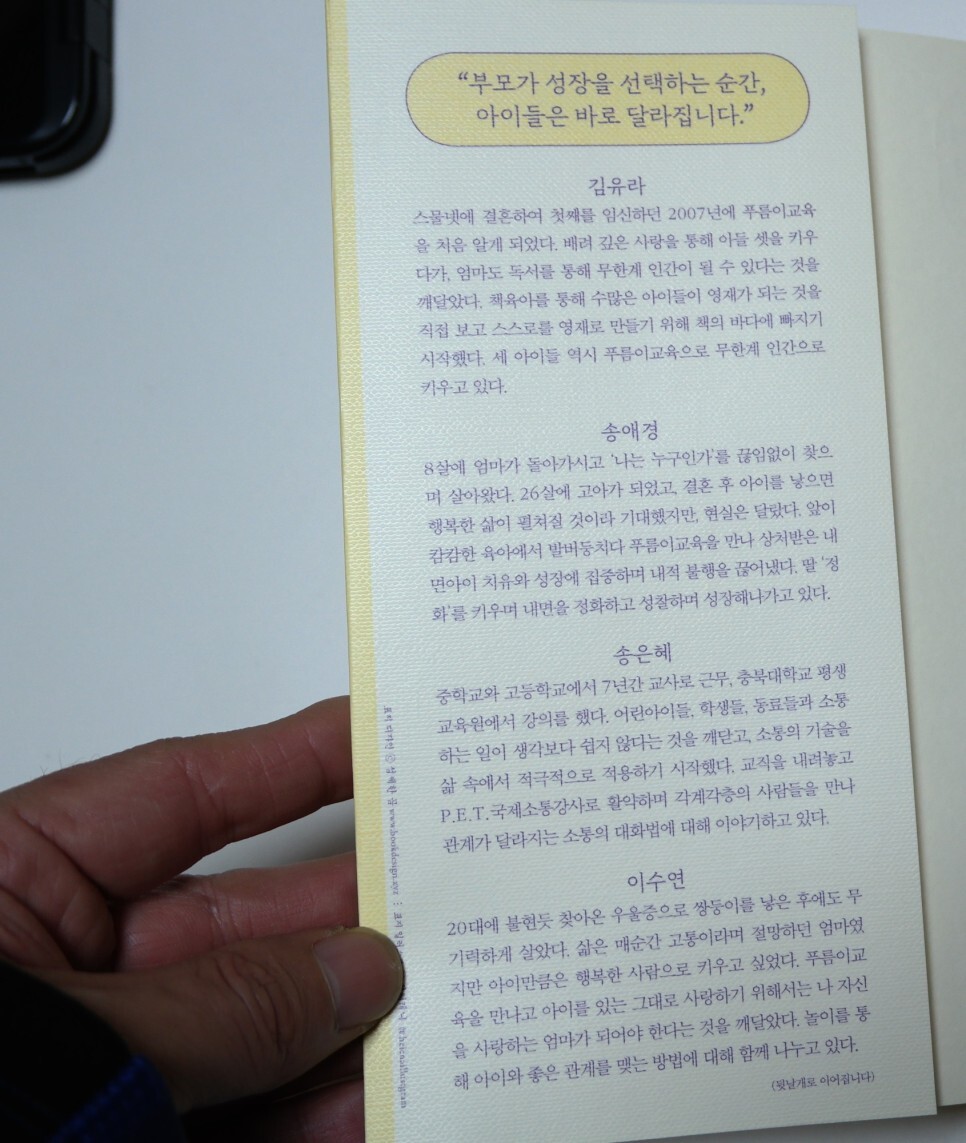 “부모가 성장을 선택하는 순간,
아이들은 바로 달라집니다.”
김유라
스물넷에 결혼하여 첫째를 임신하던 2007년에 푸름이교육
을 처음 알게 되었다. 배려 깊은 사랑을 통해 아들 셋을 키우
다가, 엄마도 독서를 통해 무한계 인간이 될 수 있다는 것을
깨달았다. 책육아를 통해 수많은 아이들이 영재가 되는 것을
직접 보고 스스로를 영재로 만들기 위해 책의 바다에 빠지기
시작했다. 세 아이들 역시 푸름이교육으로 무한계 인간으로
키우고 있다.
송애경
8살에 엄마가 돌아가시고 ‘나는 누구인가’를 끊임없이 찾으
며 살아왔다. 26살에 고아가 되었고, 결혼 후 아이를 낳으면
행복한 삶이 펼쳐질 것이라 기대했지만, 현실은 달랐다. 앞이
캄캄한 육아에서 발버둥치다 푸름이교육을 만나 상처받은 내
면아이 치유와 성장에 집중하며 내적 불행을 끊어냈다. 딸 ‘정
화’를 키우며 내면을 정화하고 성찰하며 성장해나가고 있다.
송은혜
중학교와 고등학교에서 7년간 교사로 근무, 충북대학교 평생
교육원에서 강의를 했다. 어린아이들, 학생들, 동료들과 소통
하는 일이 생각보다 쉽지 않다는 것을 깨닫고, 소통의 기술을
삶 속에서 적극적으로 적용하기 시작했다. 교직을 내려놓고
P.E.T.국제소통강사로 활약하며 각계각층의 사람들을 만나
관계가 달라지는 소통의 대화법에 대해 이야기하고 있다.
이수연
20대에 불현듯 찾아온 우울증으로 쌍둥이를 낳은 후에도 무
기력하게 살았다. 삶은 매순간 고통이라며 절망하던 엄마였
지만 아이만큼은 행복한 사람으로 키우고 싶었다. 푸름이교
육을 만나고 아이를 있는 그대로 사랑하기 위해서는 나 자신
을 사랑하는 엄마가 되어야 한다는 것을 깨달았다. 놀이를 통
해 아이와 좋은 관계를 맺는 방법에 대해 함께 나누고 있다.
(뒷날개로 이어집니다)
표지 디자인 www.bookdesign.xyz